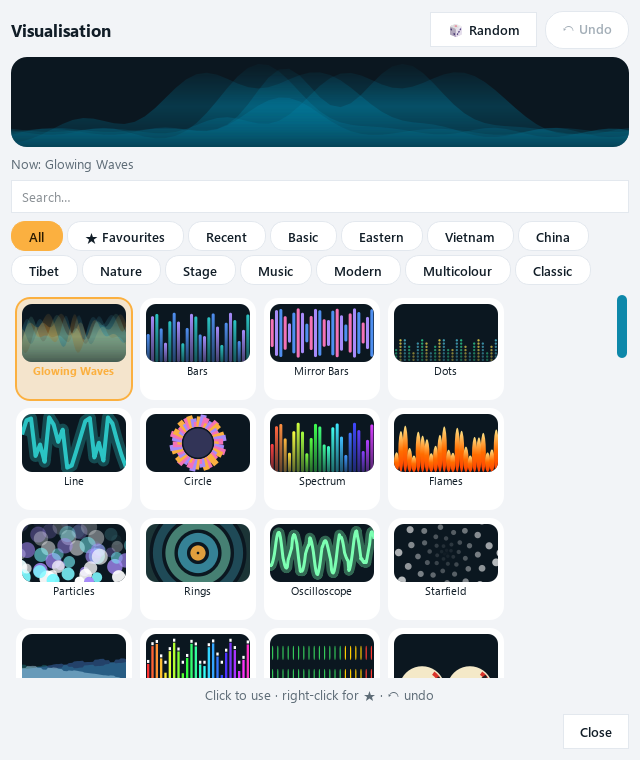 Visualisation
🎲 Random
↶ Undo
Now: Glowing Waves
Search...
All
★ Favourites
Recent
Basic
Eastern
Vietnam
China
Tibet
Nature
Stage
Music
Modern
Multicolour
Classic
Glowing Waves
Bars
Mirror Bars
Dots
Line
Circle
Spectrum
Flames
Particles
Rings
Oscilloscope
Starfield
Click to use · right-click for ★ · ↶ undo
Close